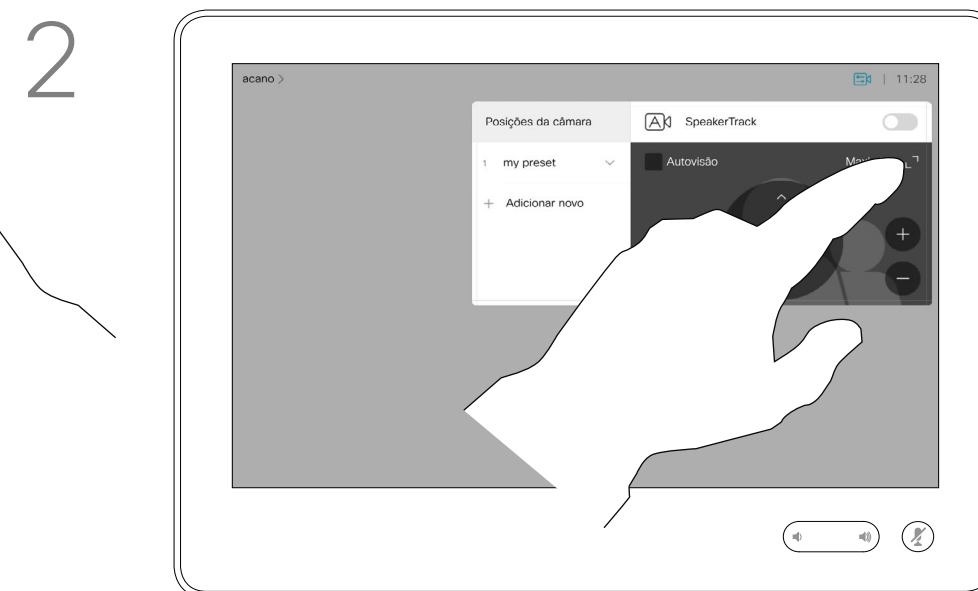 2
acano >
| 11:28
Posições da câmara
SpeakerTrack
1 my preset
Autovisão
+ Adicionar novo
+
−